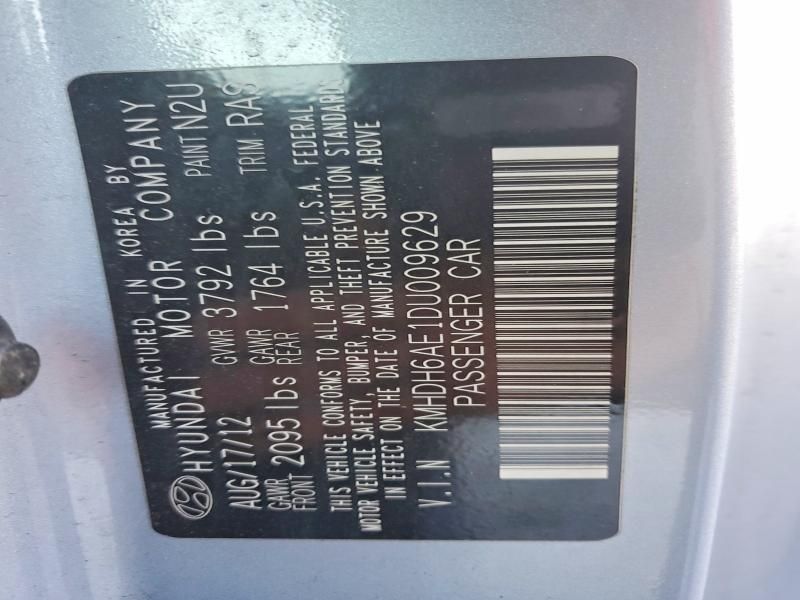 MANUFACTURED IN KOREA BY
HYUNDAI MOTOR COMPANY
AUG/17/12 GVWR 3792 lbs PAINT N2U
GAWR FRONT 2095 lbs GAWR REAR 1764 lbs TRIM RAS
THIS VEHICLE CONFORMS TO ALL APPLICABLE U.S.A. FEDERAL
MOTOR VEHICLE SAFETY, BUMPER, AND THEFT PREVENTION STANDARD
IN EFFECT ON THE DATE OF MANUFACTURE SHOWN ABOVE
V.I.N KMHDH6AE1DU009629
PASSENGER CAR